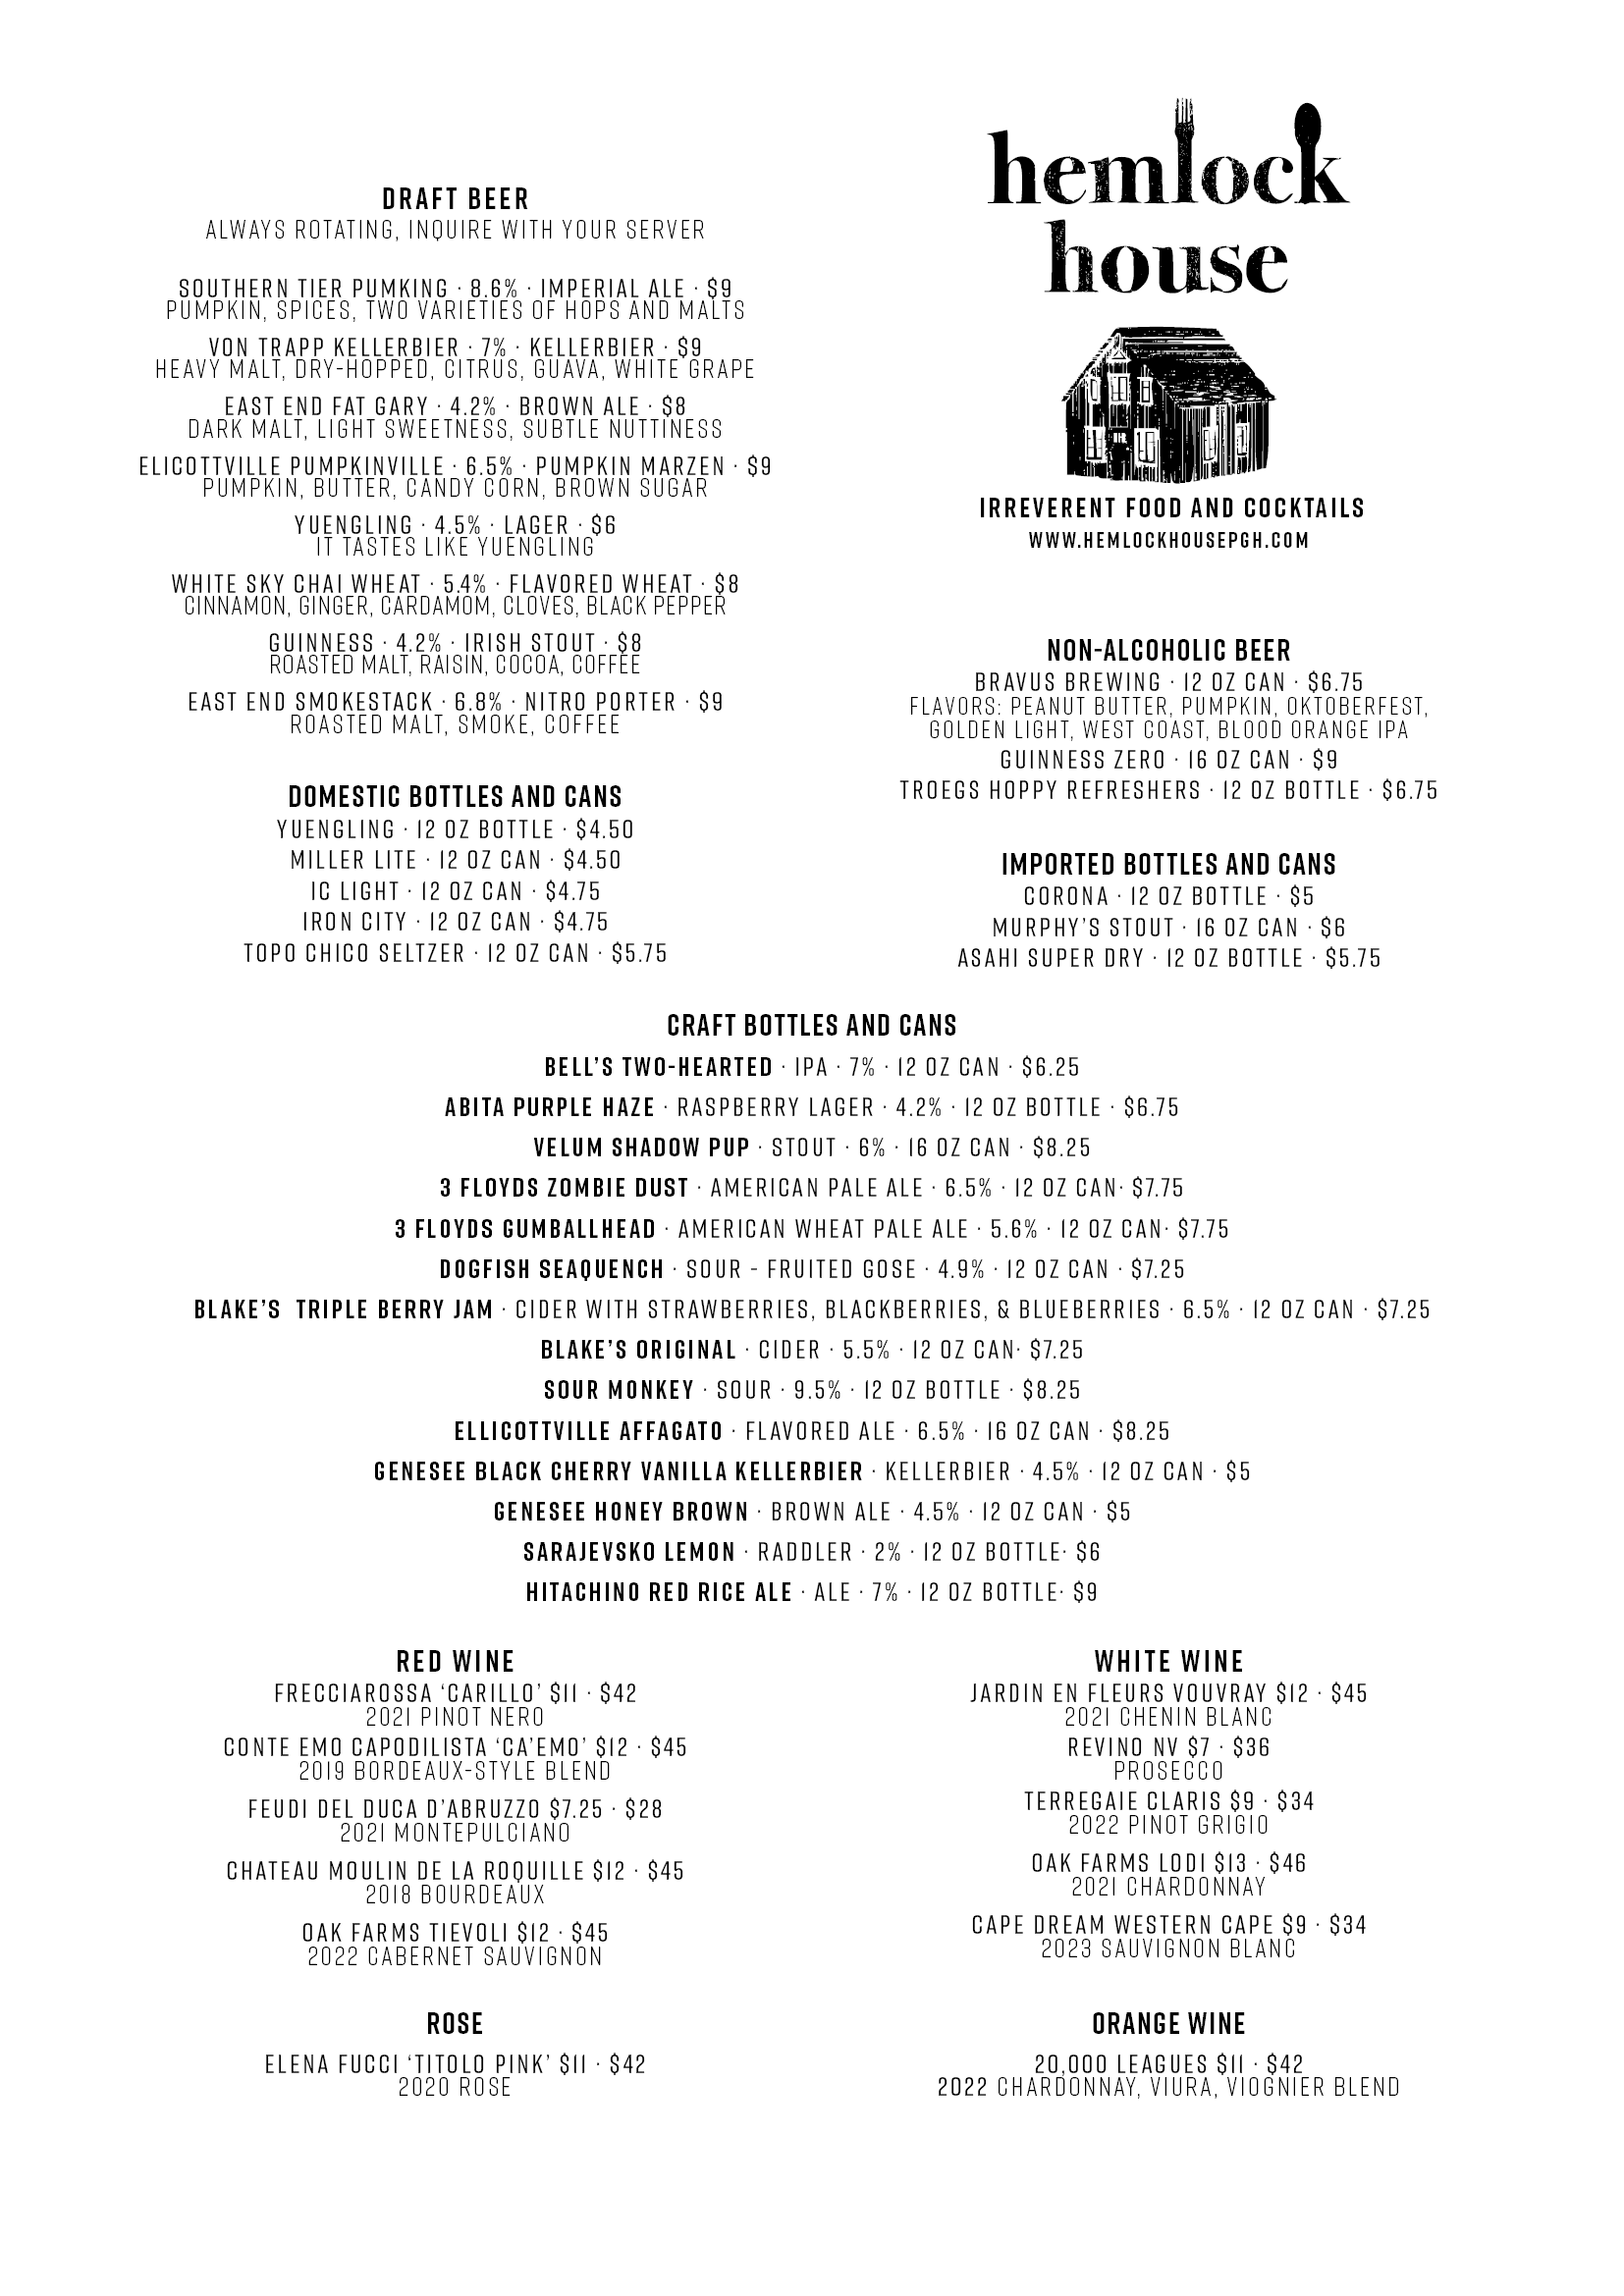 hemlock
house
IRREVERENT FOOD AND COCKTAILS
WWW.HEMLOCKHOUSEPGH.COM
DRAFT BEER
ALWAYS ROTATING, INQUIRE WITH YOUR SERVER
SOUTHERN TIER PUMKING · 8.6% · IMPERIAL ALE · $9
PUMPKIN, SPICES, TWO VARIETIES OF HOPS AND MALTS
VON TRAPP KELLERBIER · 7% · KELLERBIER · $9
HEAVY MALT, DRY-HOPPED, CITRUS, GUAVA, WHITE GRAPE
EAST END FAT GARY · 4.2% · BROWN ALE · $8
DARK MALT, LIGHT SWEETNESS, SUBTLE NUTTINESS
ELICOTTVILLE PUMPKINVILLE · 6.5% · PUMPKIN MARZEN · $9
PUMPKIN, BUTTER, CANDY CORN, BROWN SUGAR
YUENGLING · 4.5% · LAGER · $6
IT TASTES LIKE YUENGLING
WHITE SKY CHAI WHEAT · 5.4% · FLAVORED WHEAT · $8
CINNAMON, GINGER, CARDAMOM, CLOVES, BLACK PEPPER
GUINNESS · 4.2% · IRISH STOUT · $8
ROASTED MALT, RAISIN, COCOA, COFFEE
EAST END SMOKESTACK · 6.8% · NITRO PORTER · $9
ROASTED MALT, SMOKE, COFFEE
DOMESTIC BOTTLES AND CANS
YUENGLING · 12 OZ BOTTLE · $4.50
MILLER LITE · 12 OZ CAN · $4.50
IC LIGHT · 12 OZ CAN · $4.75
IRON CITY · 12 OZ CAN · $4.75
TOPO CHICO SELTZER · 12 OZ CAN · $5.75
NON-ALCOHOLIC BEER
BRAVUS BREWING · 12 OZ CAN · $6.75
FLAVORS: PEANUT BUTTER, PUMPKIN, OKTOBERFEST,
GOLDEN LIGHT, WEST COAST, BLOOD ORANGE IPA
GUINNESS ZERO · 16 OZ CAN · $9
TROEGS HOPPY REFRESHERS · 12 OZ BOTTLE · $6.75
IMPORTED BOTTLES AND CANS
CORONA · 12 OZ BOTTLE · $5
MURPHY'S STOUT · 16 OZ CAN · $6
ASAHI SUPER DRY · 12 OZ BOTTLE · $5.75
CRAFT BOTTLES AND CANS
BELL'S TWO-HEARTED · IPA · 7% · 12 OZ CAN · $6.25
ABITA PURPLE HAZE · RASPBERRY LAGER · 4.2% · 12 OZ BOTTLE · $6.75
VELUM SHADOW PUP · STOUT · 6% · 16 OZ CAN · $8.25
3 FLOYDS ZOMBIE DUST · AMERICAN PALE ALE · 6.5% · 12 OZ CAN· $7.75
3 FLOYDS GUMBALLHEAD · AMERICAN WHEAT PALE ALE · 5.6% · 12 OZ CAN· $7.75
DOGFISH SEAQUENCH · SOUR - FRUITED GOSE · 4.9% · 12 OZ CAN · $7.25
BLAKE'S TRIPLE BERRY JAM · CIDER WITH STRAWBERRIES, BLACKBERRIES, & BLUEBERRIES · 6.5% · 12 OZ CAN · $7.25
BLAKE'S ORIGINAL · CIDER · 5.5% · 12 OZ CAN· $7.25
SOUR MONKEY · SOUR · 9.5% · 12 OZ BOTTLE · $8.25
ELLICOTTVILLE AFFAGATO · FLAVORED ALE · 6.5% · 16 OZ CAN · $8.25
GENESEE BLACK CHERRY VANILLA KELLERBIER · KELLERBIER · 4.5% · 12 OZ CAN · $5
GENESEE HONEY BROWN · BROWN ALE · 4.5% · 12 OZ CAN · $5
SARAJEVSKO LEMON · RADDLER · 2% · 12 OZ BOTTLE· $6
HITACHINO RED RICE ALE · ALE · 7% · 12 OZ BOTTLE· $9
RED WINE
FRECCIAROSSA 'CARILLO' $11 · $42
2021 PINOT NERO
CONTE EMO CAPODILISTA 'CA'EMO' $12 · $45
2019 BORDEAUX-STYLE BLEND
FEUDI DEL DUCA D'ABRUZZO $7.25 · $28
2021 MONTEPULCIANO
CHATEAU MOULIN DE LA ROQUILLE $12 · $45
2018 BOURDEAUX
OAK FARMS TIEVOLI $12 · $45
2022 CABERNET SAUVIGNON
WHITE WINE
JARDIN EN FLEURS VOUVRAY $12 · $45
2021 CHENIN BLANC
REVINO NV $7 · $36
PROSECCO
TERREGAIE CLARIS $9 · $34
2022 PINOT GRIGIO
OAK FARMS LODI $13 · $46
2021 CHARDONNAY
CAPE DREAM WESTERN CAPE $9 · $34
2023 SAUVIGNON BLANC
ROSE
ELENA FUCCI 'TITOLO PINK' $11 · $42
2020 ROSE
ORANGE WINE
20,000 LEAGUES $11 · $42
2022 CHARDONNAY, VIURA, VIOGNIER BLEND